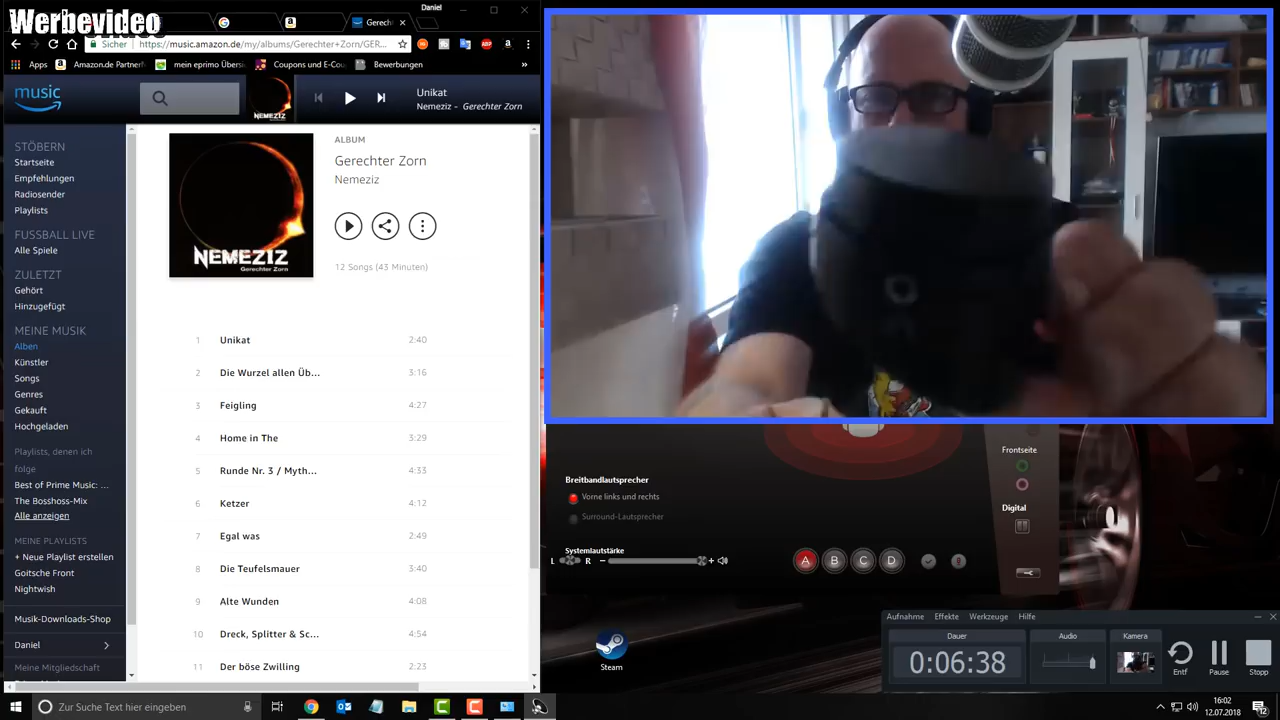 Werbevideo
Daniel
Gerecht
Sicher https://music.amazon.de/my/albums/Gerechter+Zorn/GER...
Apps Amazon.de Partner mein eprimo Übersic Coupons und E-Cou Bewerbungen »
music
Unikat
Nemeziz - Gerechter Zorn
STÖBERN
Startseite
Empfehlungen
Radiosender
Playlists
FUSSBALL LIVE
Alle Spiele
ZULETZT
Gehört
Hinzugefügt
MEINE MUSIK
Alben
Künstler
Songs
Genres
Gekauft
Hochgeladen
Playlists, denen ich
folge
Best of Prime Music: ...
The Bosshoss-Mix
Alle anzeigen
MEINE PLAYLISTS
+ Neue Playlist erstellen
Goitsche Front
Nightwish
Musik-Downloads-Shop
Daniel
Meine Mitgliedschaft
NEMEZIZ
Gerechter Zorn
ALBUM
Gerechter Zorn
Nemeziz
12 Songs (43 Minuten)
1 Unikat 2:40
2 Die Wurzel allen Üb... 3:16
3 Feigling 4:27
4 Home in The 3:29
5 Runde Nr. 3 / Myth... 4:33
6 Ketzer 4:12
7 Egal was 2:49
8 Die Teufelsmauer 3:40
9 Alte Wunden 4:08
10 Dreck, Splitter & Sc... 4:54
11 Der böse Zwilling 2:23
Breitbandlautsprecher
Vorne links und rechts
Surround-Lautsprecher
Systemlautstärke
L R − +
A B C D
Frontseite
Digital
Steam
Aufnahme Effekte Werkzeuge Hilfe
Dauer Audio Kamera
0:06:38
Entf Pause Stopp
Zur Suche Text hier eingeben
16:02
12.07.2018
12